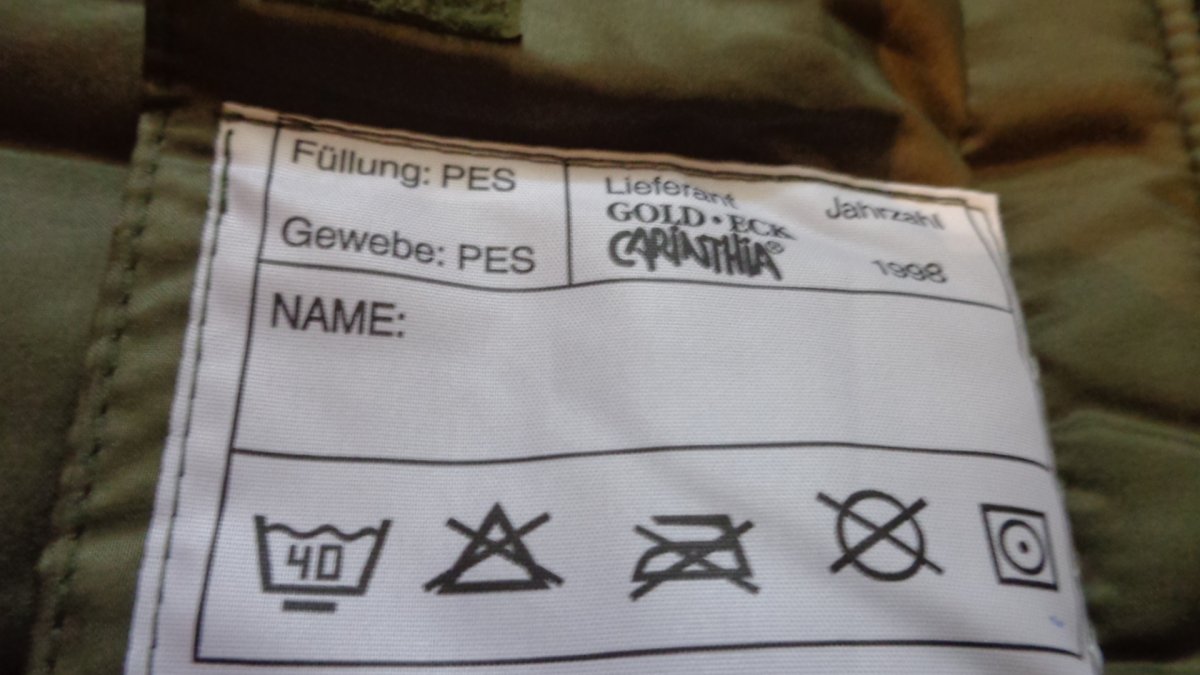 Füllung: PES
Gewebe: PES
Lieferant
GOLD • ECK
CARINTHIA®
Jahrzahl
1998
NAME:
40